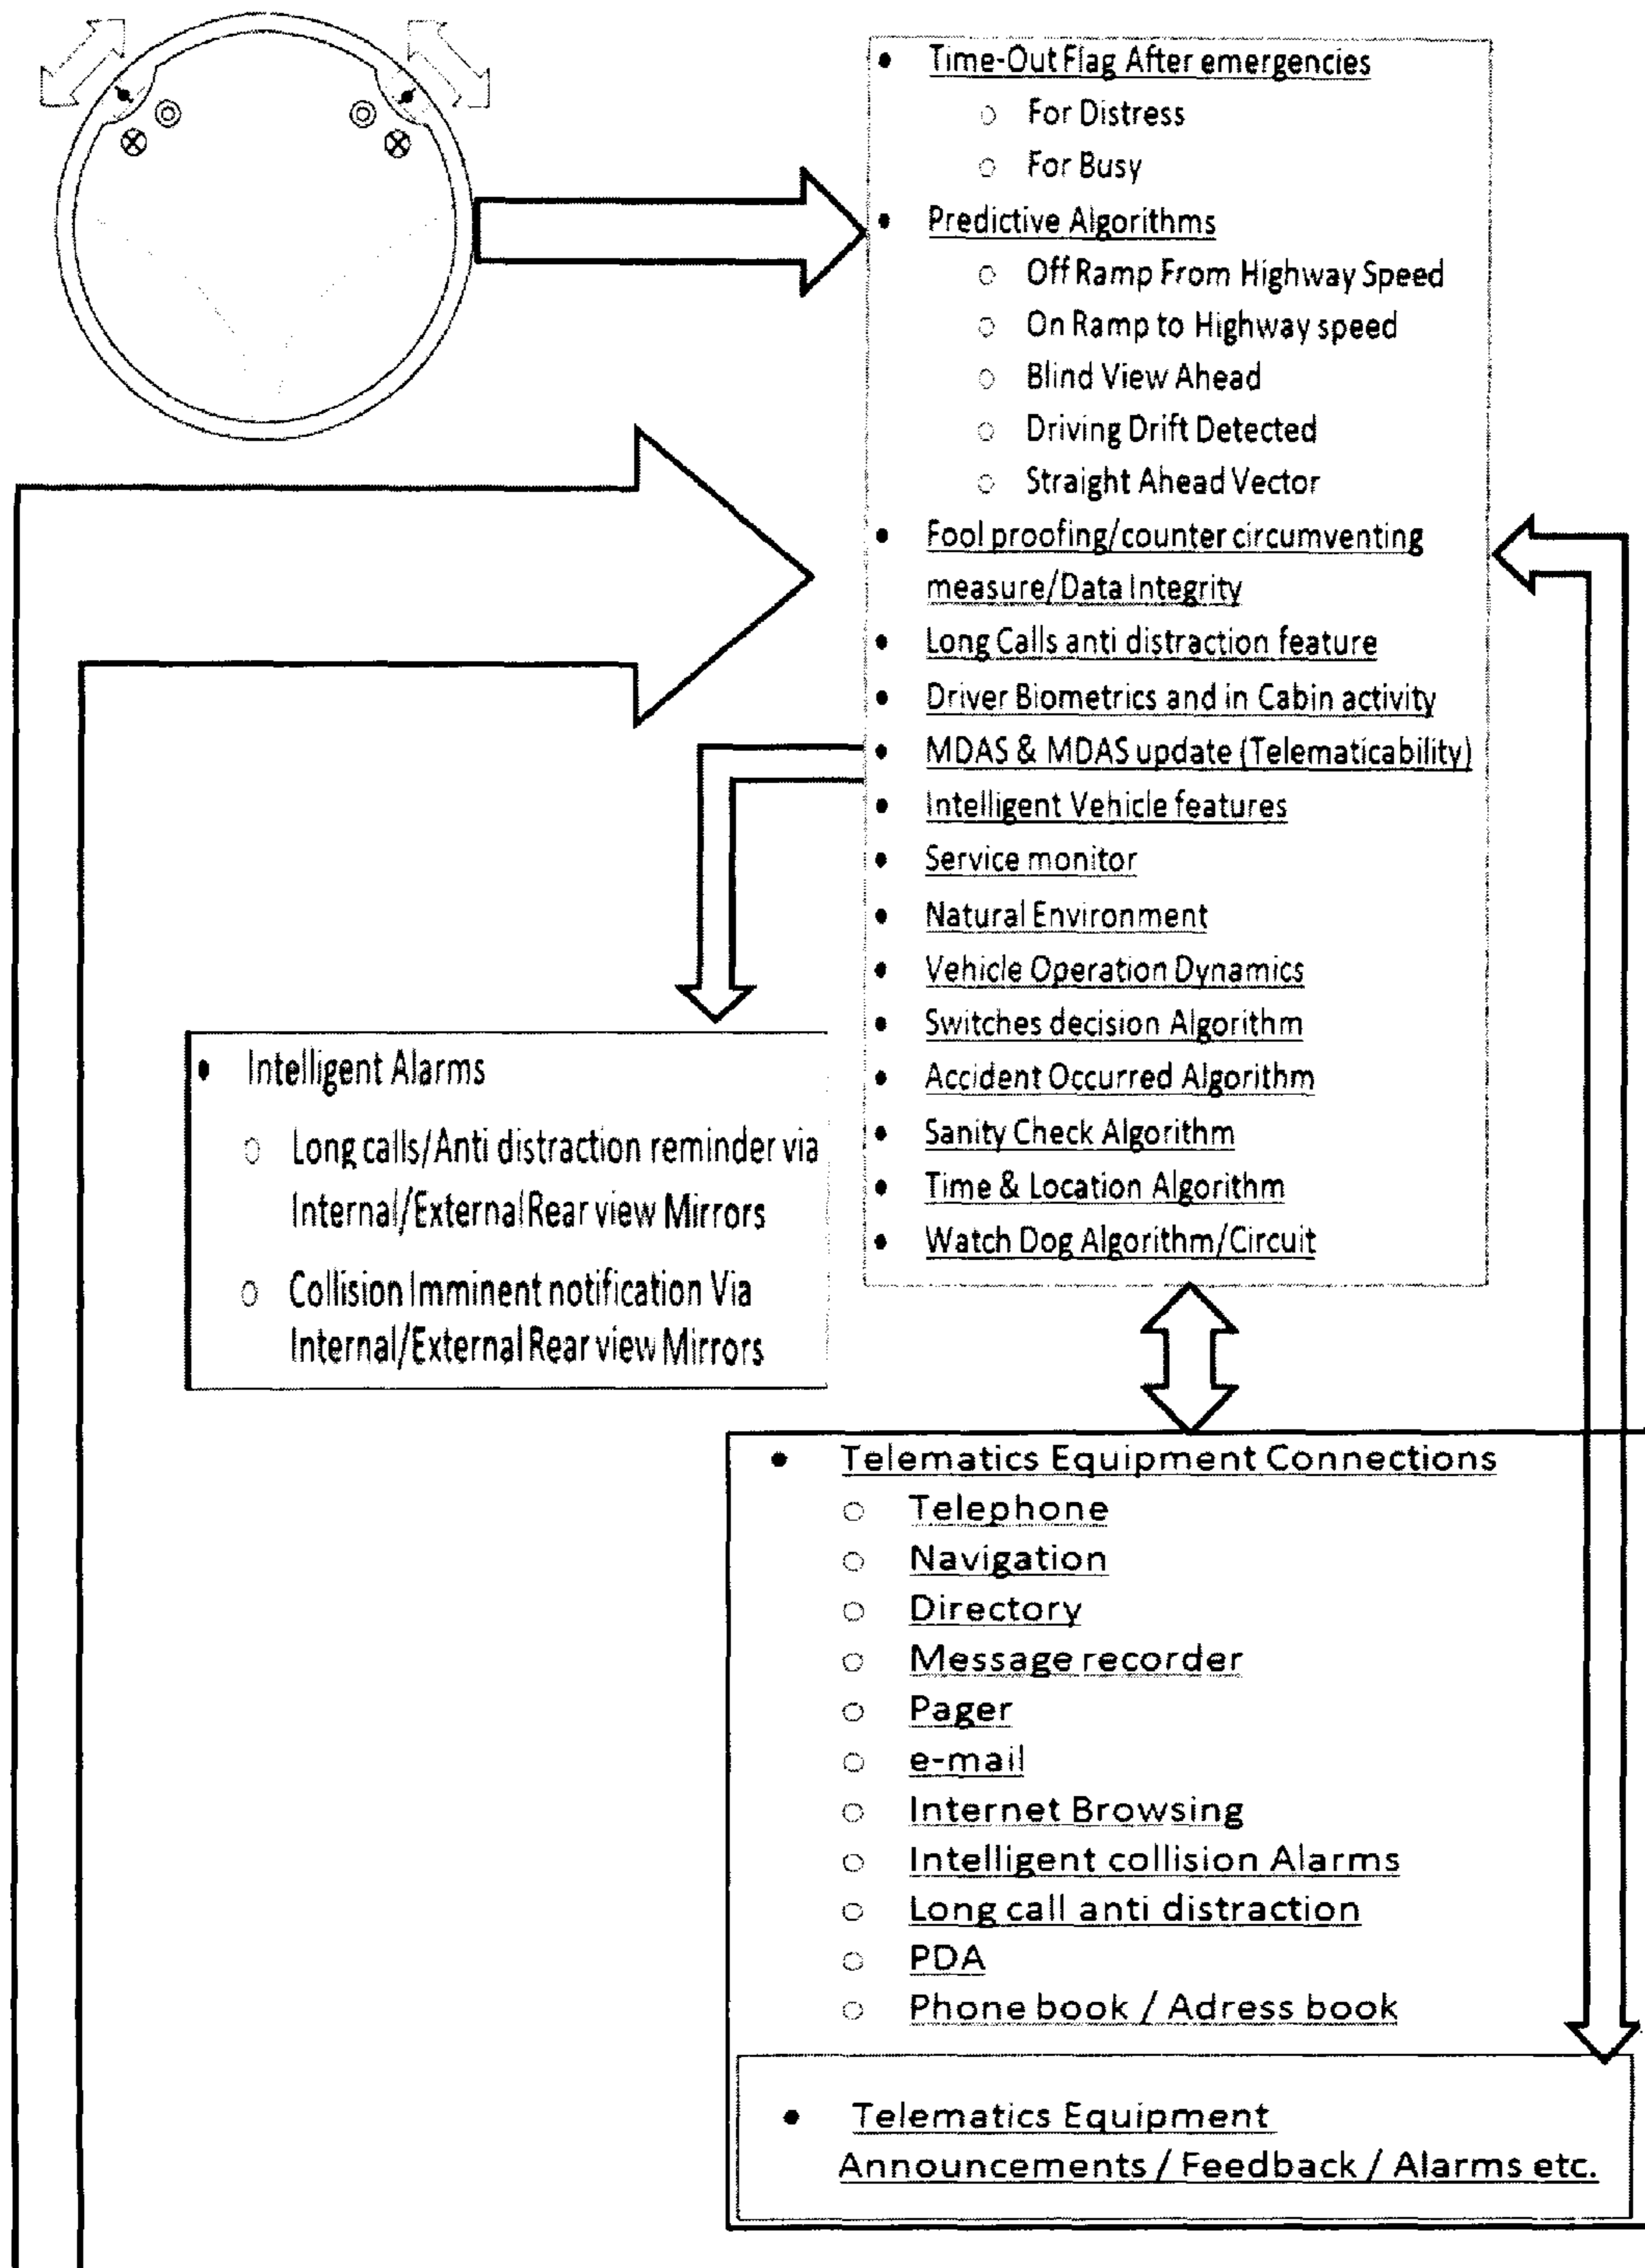 • Time-Out Flag After emergencies
○ For Distress
○ For Busy
• Predictive Algorithms
○ Off Ramp From Highway Speed
○ On Ramp to Highway speed
○ Blind View Ahead
○ Driving Drift Detected
○ Straight Ahead Vector
• Fool proofing/counter circumventing
measure/Data Integrity
• Long Calls anti distraction feature
• Driver Biometrics and in Cabin activity
• MDAS & MDAS update (Telematicability)
• Intelligent Vehicle features
• Service monitor
• Natural Environment
• Vehicle Operation Dynamics
• Switches decision Algorithm
• Accident Occurred Algorithm
• Sanity Check Algorithm
• Time & Location Algorithm
• Watch Dog Algorithm/Circuit
• Intelligent Alarms
○ Long calls/Anti distraction reminder via
Internal/External Rear view Mirrors
○ Collision Imminent notification Via
Internal/External Rear view Mirrors
• Telematics Equipment Connections
○ Telephone
○ Navigation
○ Directory
○ Message recorder
○ Pager
○ e-mail
○ Internet Browsing
○ Intelligent collision Alarms
○ Long call anti distraction
○ PDA
○ Phone book / Adress book
• Telematics Equipment
Announcements / Feedback / Alarms etc.